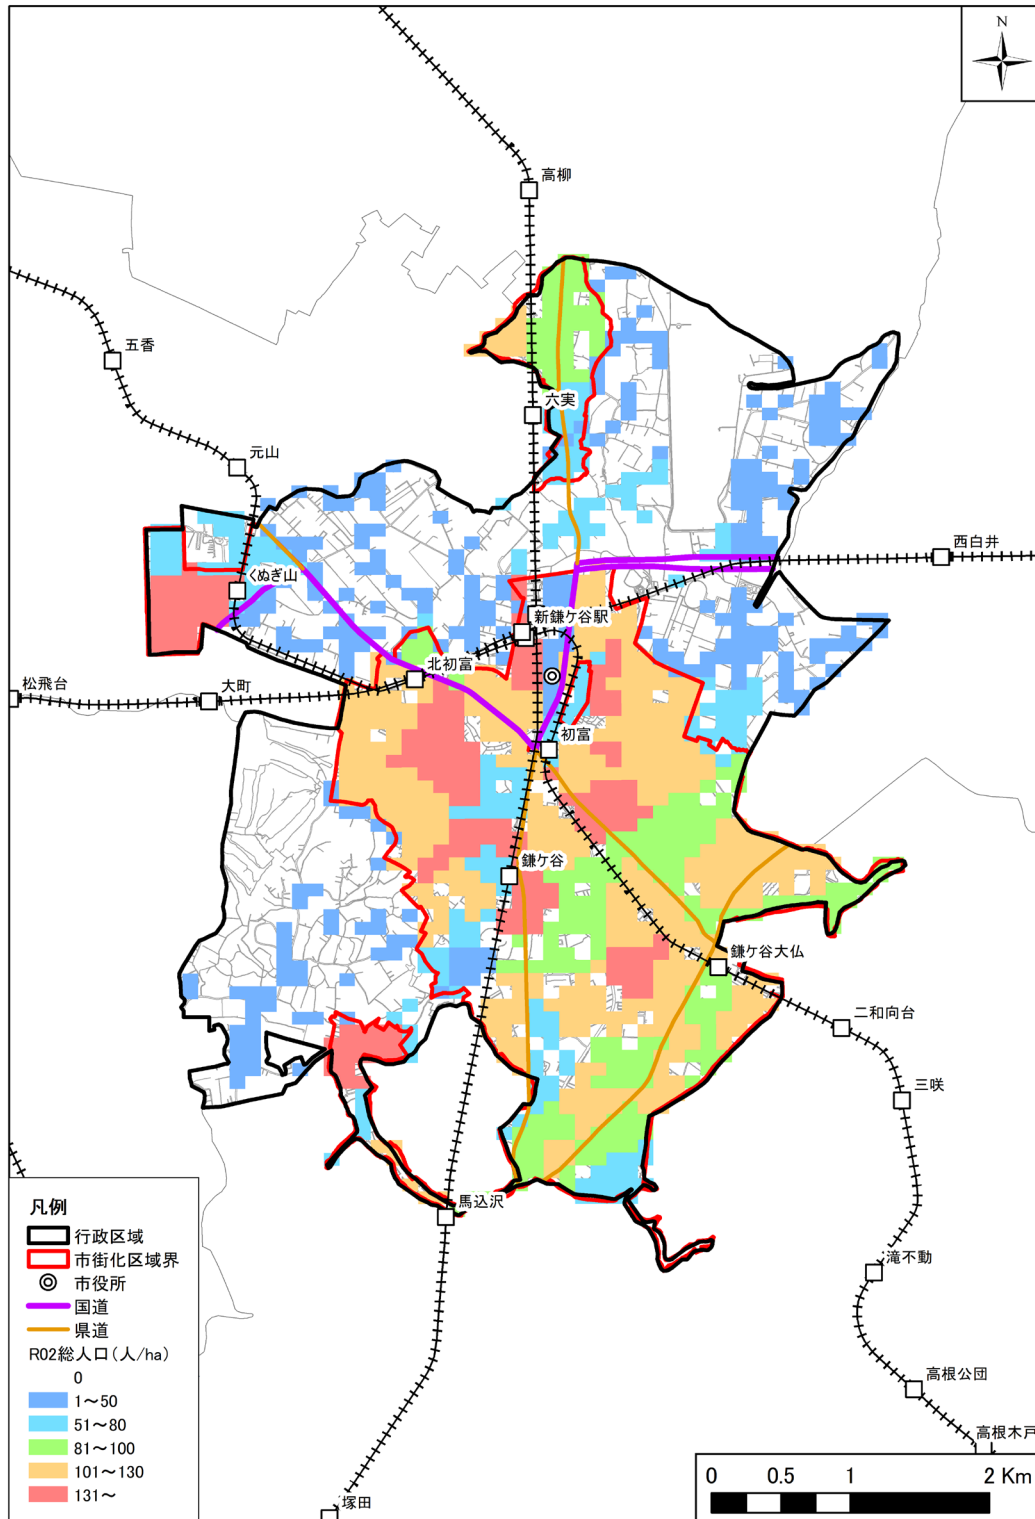 N
高柳
五香
六実
元山
西白井
くぬぎ山
新鎌ケ谷駅
北初富
松飛台
大町
初富
鎌ケ谷
鎌ケ谷大仏
二和向台
三咲
馬込沢
滝不動
高根公団
高根木戸
塚田
凡例
行政区域
市街化区域界
市役所
国道
県道
R02総人口(人/ha)
0
1～50
51～80
81～100
101～130
131～
0 0.5 1 2 Km